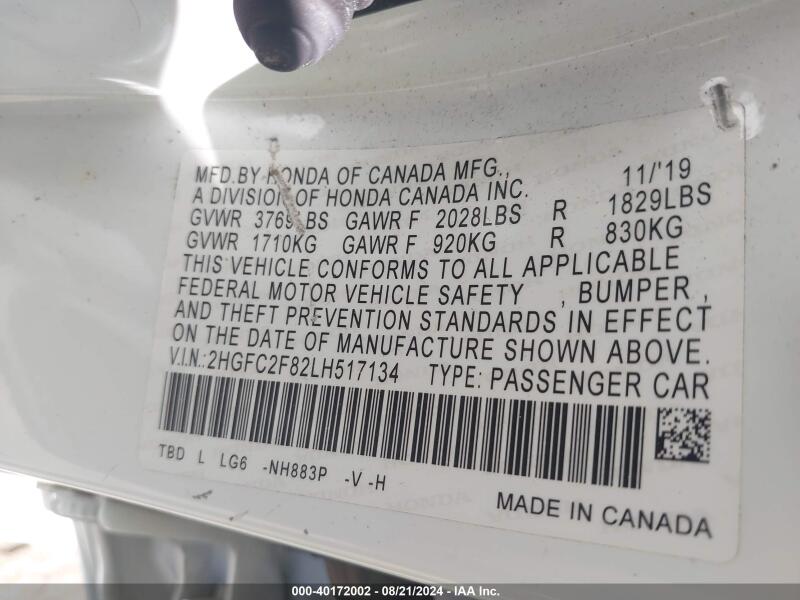 MFD.BY HONDA OF CANADA MFG., 11/'19
A DIVISION OF HONDA CANADA INC.
GVWR 3769LBS GAWR F 2028LBS R 1829LBS
GVWR 1710KG GAWR F 920KG R 830KG
THIS VEHICLE CONFORMS TO ALL APPLICABLE
FEDERAL MOTOR VEHICLE SAFETY , BUMPER ,
AND THEFT PREVENTION STANDARDS IN EFFECT
ON THE DATE OF MANUFACTURE SHOWN ABOVE.
V.I.N.:2HGFC2F82LH517134 TYPE: PASSENGER CAR
TBD L LG6 -NH883P -V -H
MADE IN CANADA
000-40172002 - 08/21/2024 - IAA Inc.